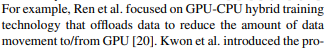 For example, Ren et al. focused on GPU-CPU hybrid training
technology that offloads data to reduce the amount of data
movement to/from GPU [20]. Kwon et al. introduced the pro-